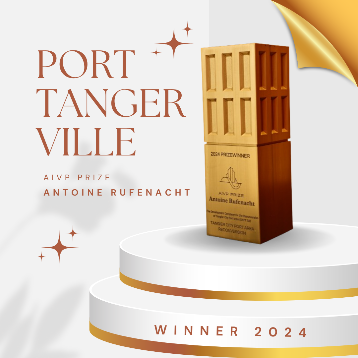 PORT
TANGER
VILLE
AIVP PRIZE
ANTOINE RUFENACHT
2024 PRIZEWINNER
Antoine Rufenacht
WINNER 2024